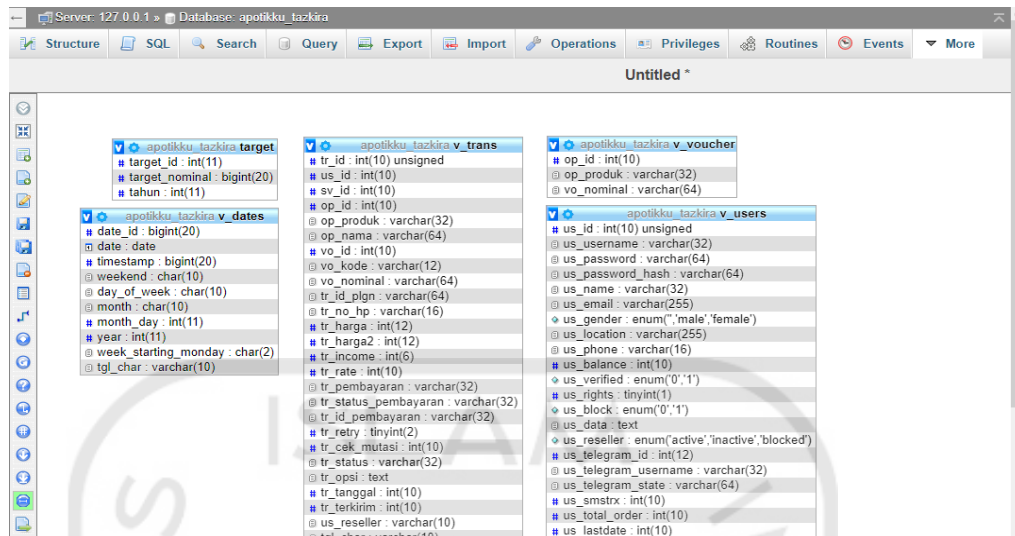 Server: 127.0.0.1 » Database: apotikku_tazkira
Structure SQL Search Query Export Import Operations Privileges Routines Events More
Untitled *
apotikku_tazkira target
target_id : int(11)
target_nominal : bigint(20)
tahun : int(11)
apotikku_tazkira v_dates
date_id : bigint(20)
date : date
timestamp : bigint(20)
weekend : char(10)
day_of_week : char(10)
month : char(10)
month_day : int(11)
year : int(11)
week_starting_monday : char(2)
tgl_char : varchar(10)
apotikku_tazkira v_trans
tr_id : int(10) unsigned
us_id : int(10)
sv_id : int(10)
op_id : int(10)
op_produk : varchar(32)
op_nama : varchar(64)
vo_id : int(10)
vo_kode : varchar(12)
vo_nominal : varchar(64)
tr_id_plgn : varchar(64)
tr_no_hp : varchar(16)
tr_harga : int(12)
tr_harga2 : int(12)
tr_income : int(6)
tr_rate : int(10)
tr_pembayaran : varchar(32)
tr_status_pembayaran : varchar(32)
tr_id_pembayaran : varchar(32)
tr_retry : tinyint(2)
tr_cek_mutasi : int(10)
tr_status : varchar(32)
tr_opsi : text
tr_tanggal : int(10)
tr_terkirim : int(10)
us_reseller : varchar(10)
tgl_char : varchar(10)
apotikku_tazkira v_voucher
op_id : int(10)
op_produk : varchar(32)
vo_nominal : varchar(64)
apotikku_tazkira v_users
us_id : int(10) unsigned
us_username : varchar(32)
us_password : varchar(64)
us_password_hash : varchar(64)
us_name : varchar(32)
us_email : varchar(255)
us_gender : enum('','male','female')
us_location : varchar(255)
us_phone : varchar(16)
us_balance : int(10)
us_verified : enum('0','1')
us_rights : tinyint(1)
us_block : enum('0','1')
us_data : text
us_reseller : enum('active','inactive','blocked')
us_telegram_id : int(12)
us_telegram_username : varchar(32)
us_telegram_state : varchar(64)
us_smstrx : int(10)
us_total_order : int(10)
us_lastdate : int(10)
S ISLAM